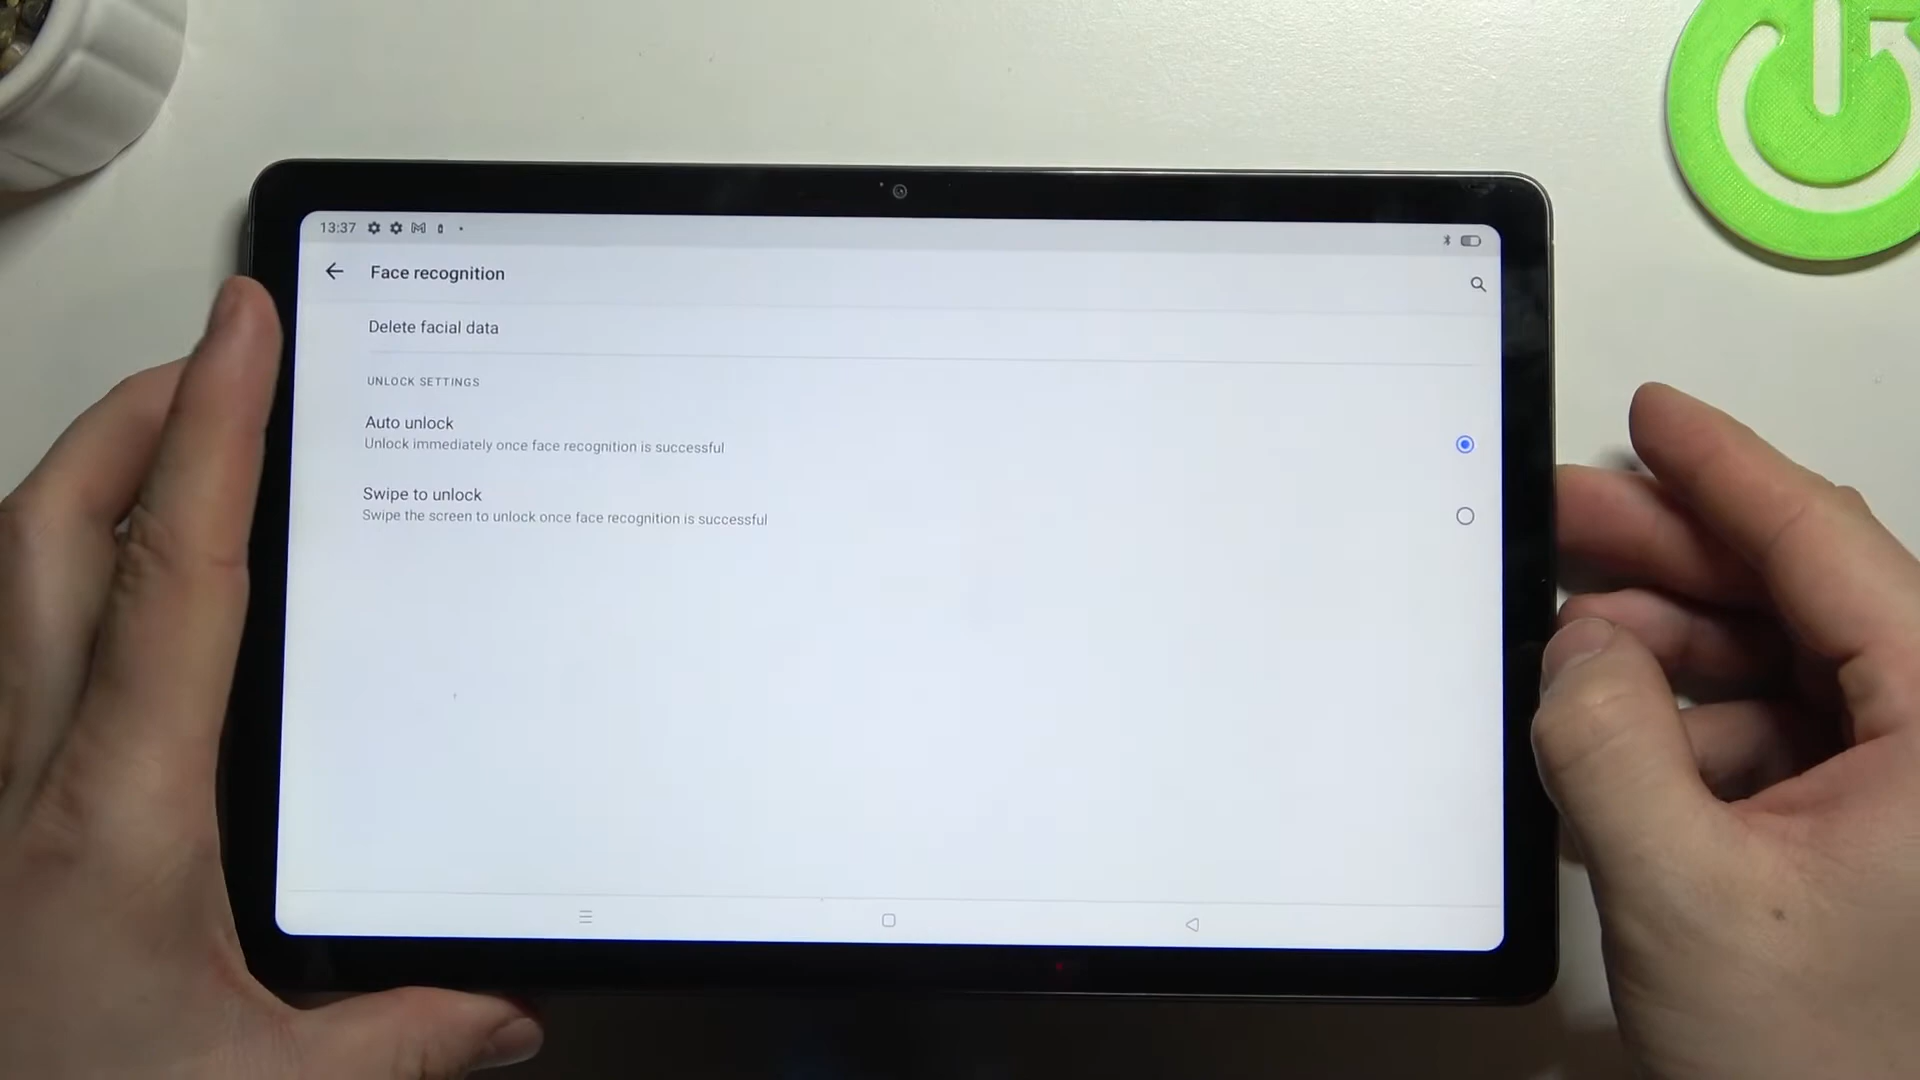 13:37
Face recognition
Delete facial data
UNLOCK SETTINGS
Auto unlock
Unlock immediately once face recognition is successful
Swipe to unlock
Swipe the screen to unlock once face recognition is successful